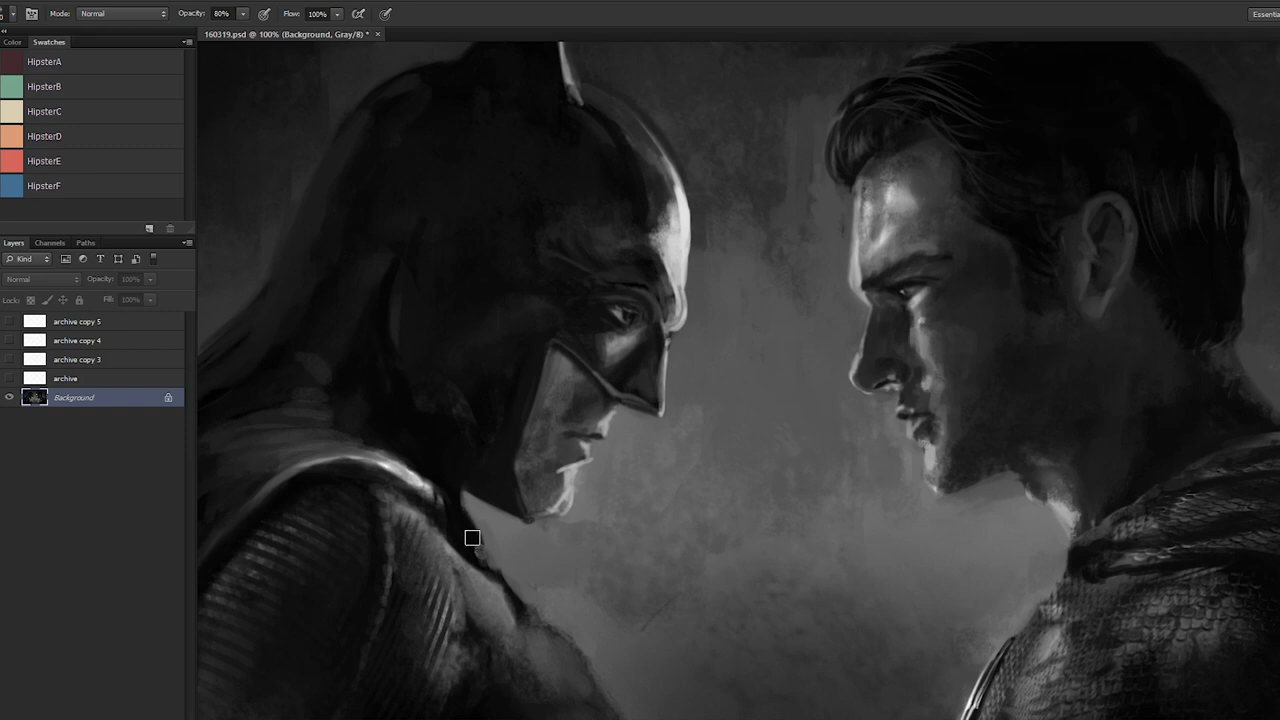 Mode: Normal Opacity: 80% Flow: 100% Essentia
160319.psd @ 100% (Background, Gray/8) * ×
Color Swatches
HipsterA
HipsterB
HipsterC
HipsterD
HipsterE
HipsterF
Layers Channels Paths
Kind
Normal Opacity: 100%
Lock: Fill: 100%
archive copy 5
archive copy 4
archive copy 3
archive
Background